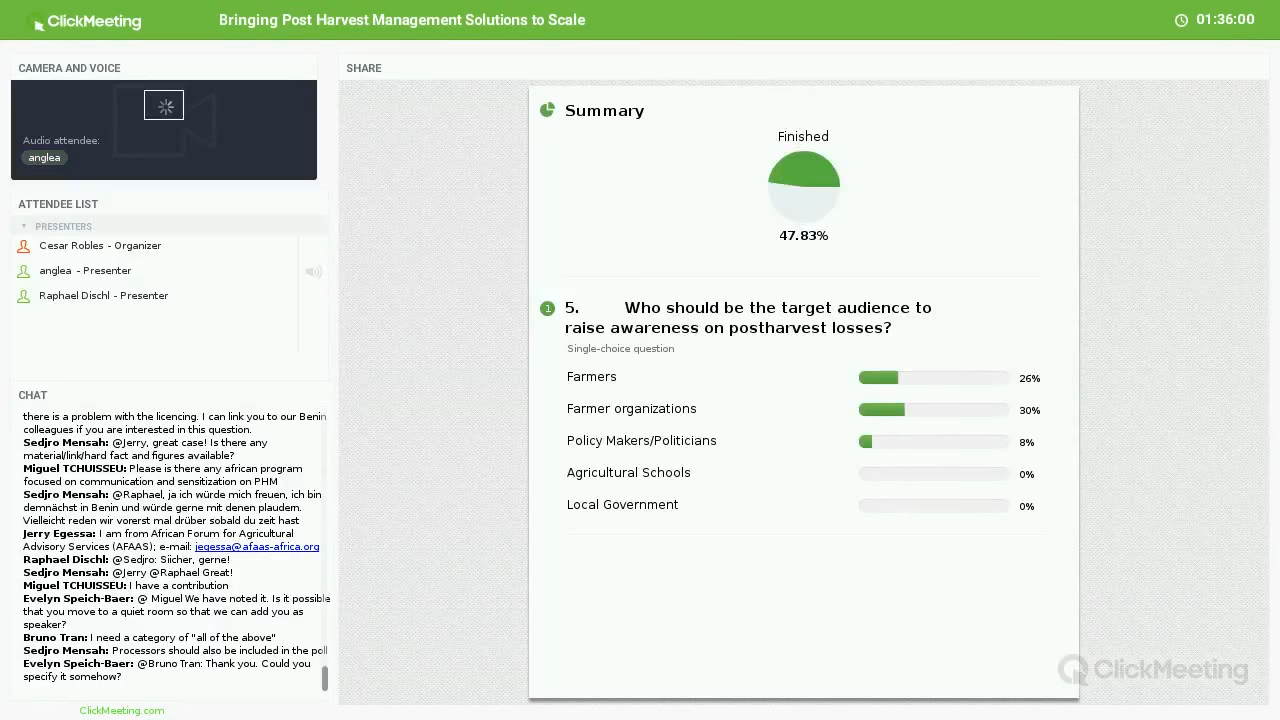 ClickMeeting
Bringing Post Harvest Management Solutions to Scale
01:36:00
CAMERA AND VOICE
Audio attendee:
anglea
ATTENDEE LIST
PRESENTERS
Cesar Robles - Organizer
anglea - Presenter
Raphael Dischl - Presenter
CHAT
there is a problem with the licencing. I can link you to our Benin
colleagues if you are interested in this question.
Sedjro Mensah: @Jerry, great case! Is there any
material/link/hard fact and figures available?
Miguel TCHUISSEU: Please is there any african program
focused on communication and sensitization on PHM
Sedjro Mensah: @Raphael, ja ich würde mich freuen, ich bin
demnächst in Benin und würde gerne mit denen plaudern.
Vielleicht reden wir vorerst mal drüber sobald du zeit hast
Jerry Egessa: I am from African Forum for Agricultural
Advisory Services (AFAAS); e-mail: jegessa@afaas-africa.org
Raphael Dischl: @Sedjro: Siicher, gerne!
Sedjro Mensah: @Jerry @Raphael Great!
Miguel TCHUISSEU: I have a contribution
Evelyn Speich-Baer: @ Miguel We have noted it. Is it possible
that you move to a quiet room so that we can add you as
speaker?
Bruno Tran: I need a category of "all of the above"
Sedjro Mensah: Processors should also be included in the poll
Evelyn Speich-Baer: @Bruno Tran: Thank you. Could you
specify it somehow?
ClickMeeting.com
SHARE
Summary
Finished
47.83%
1
5. Who should be the target audience to
raise awareness on postharvest losses?
Single-choice question
Farmers 26%
Farmer organizations 30%
Policy Makers/Politicians 8%
Agricultural Schools 0%
Local Government 0%
ClickMeeting